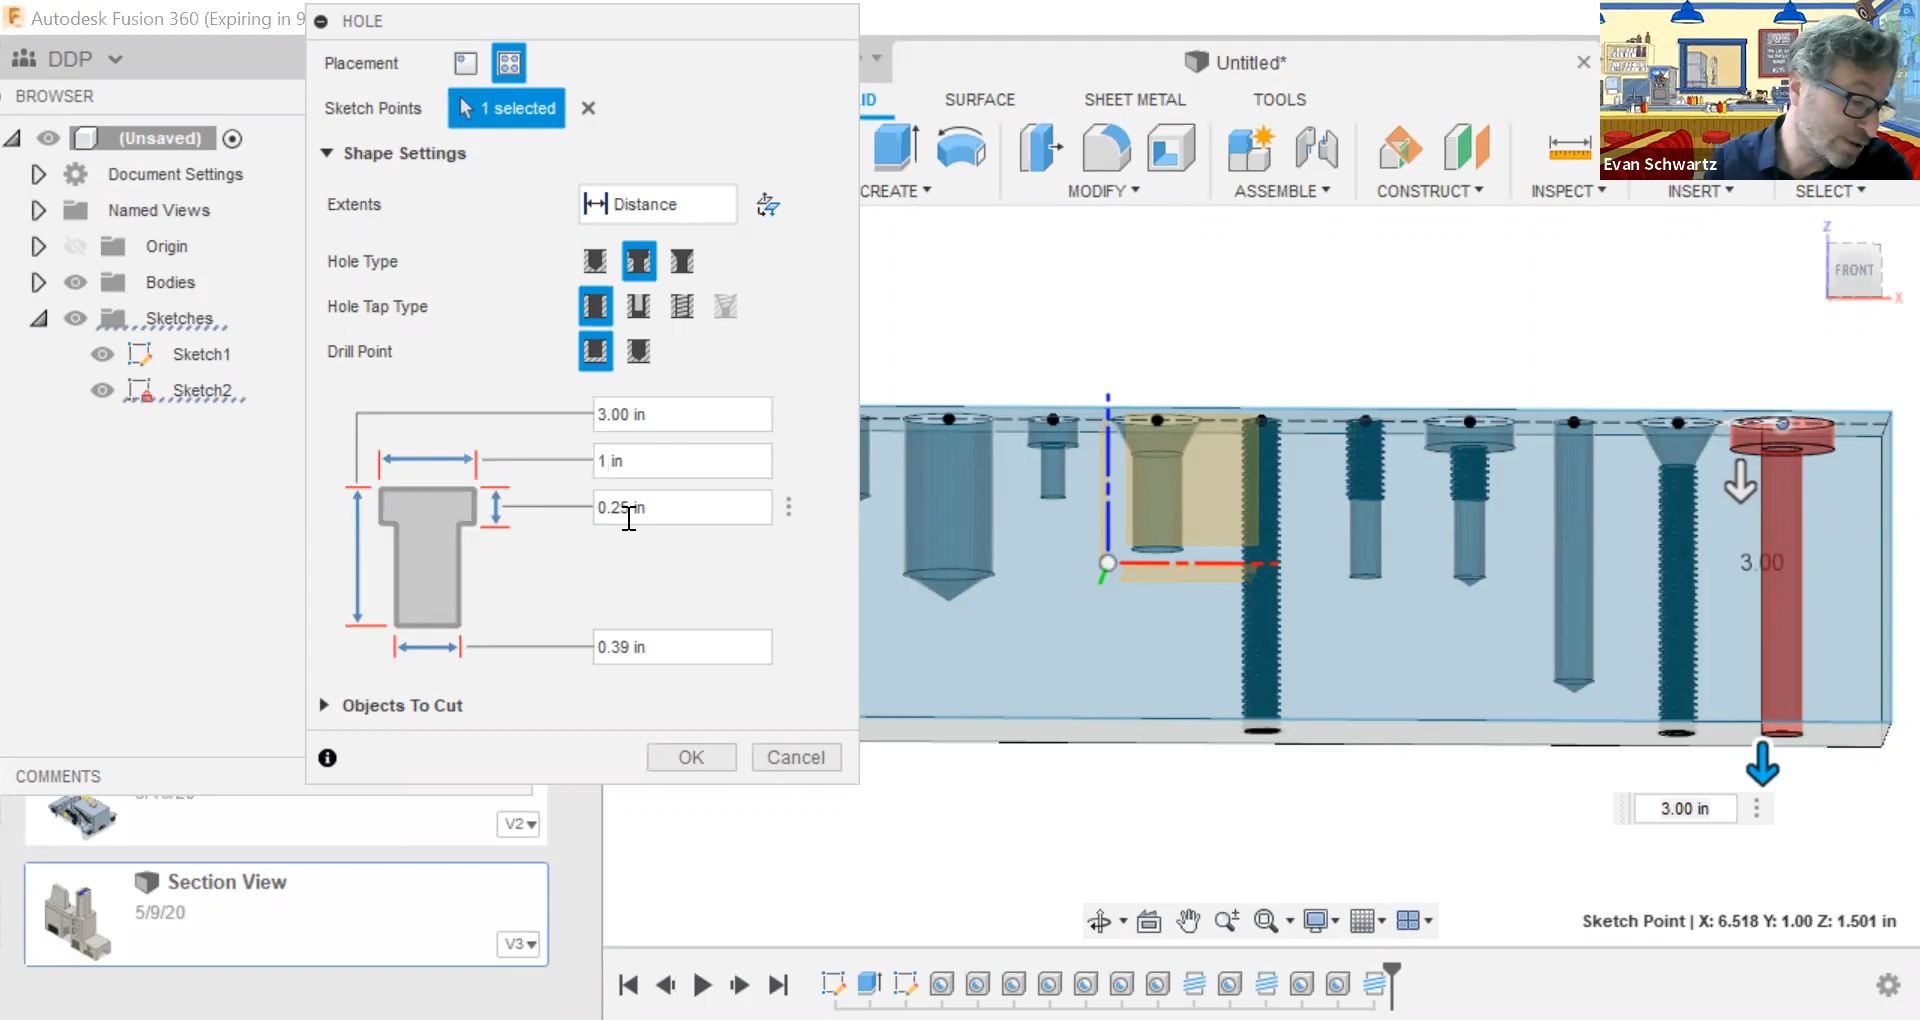 Autodesk Fusion 360 (Expiring in 9
HOLE
DDP
Placement
Untitled*
BROWSER
Sketch Points
1 selected
ID
SURFACE
SHEET METAL
TOOLS
(Unsaved)
Shape Settings
Evan Schwartz
Document Settings
CREATE
MODIFY
ASSEMBLE
CONSTRUCT
INSPECT
INSERT
SELECT
Named Views
Extents
Distance
Origin
Z
Hole Type
FRONT
Bodies
X
Hole Tap Type
Sketches
Drill Point
Sketch1
Sketch2
3.00 in
1 in
0.25 in
3.00
0.39 in
Objects To Cut
OK
Cancel
COMMENTS
3.00 in
V2
Section View
5/9/20
Sketch Point | X: 6.518 Y: 1.00 Z: 1.501 in
V3